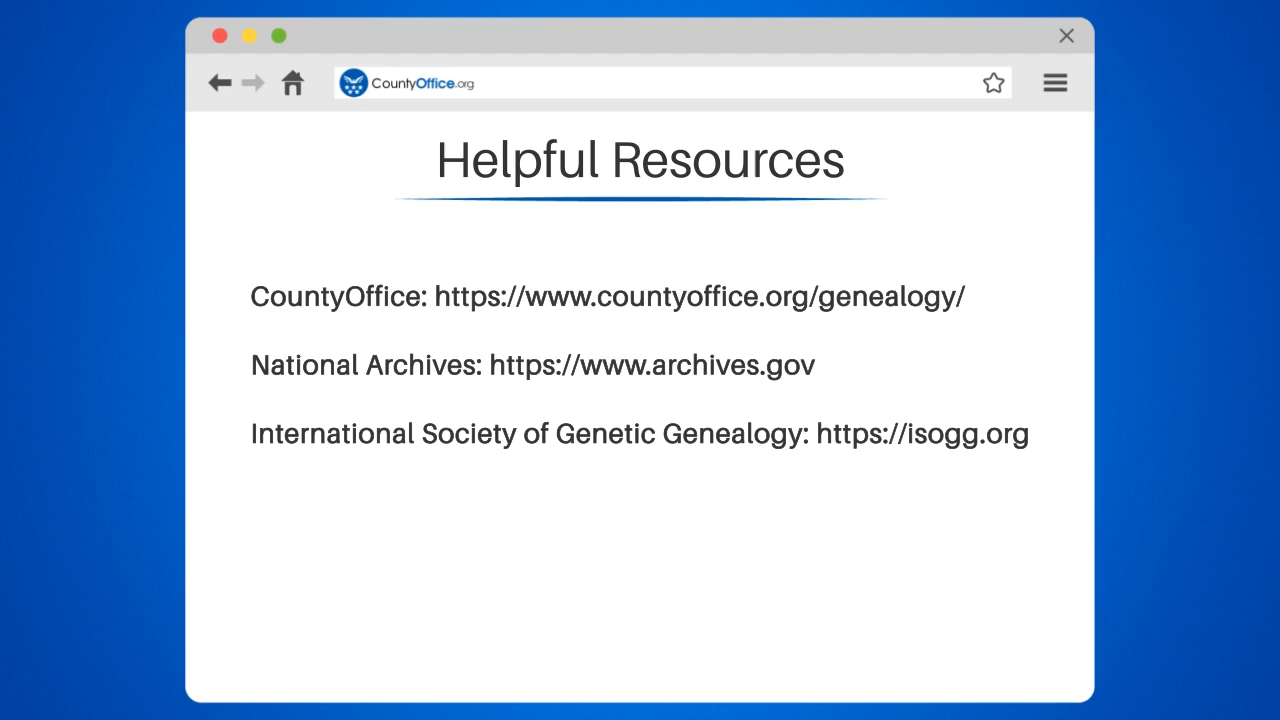 CountyOffice.org
Helpful Resources
CountyOffice: https://www.countyoffice.org/genealogy/
National Archives: https://www.archives.gov
International Society of Genetic Genealogy: https://isogg.org